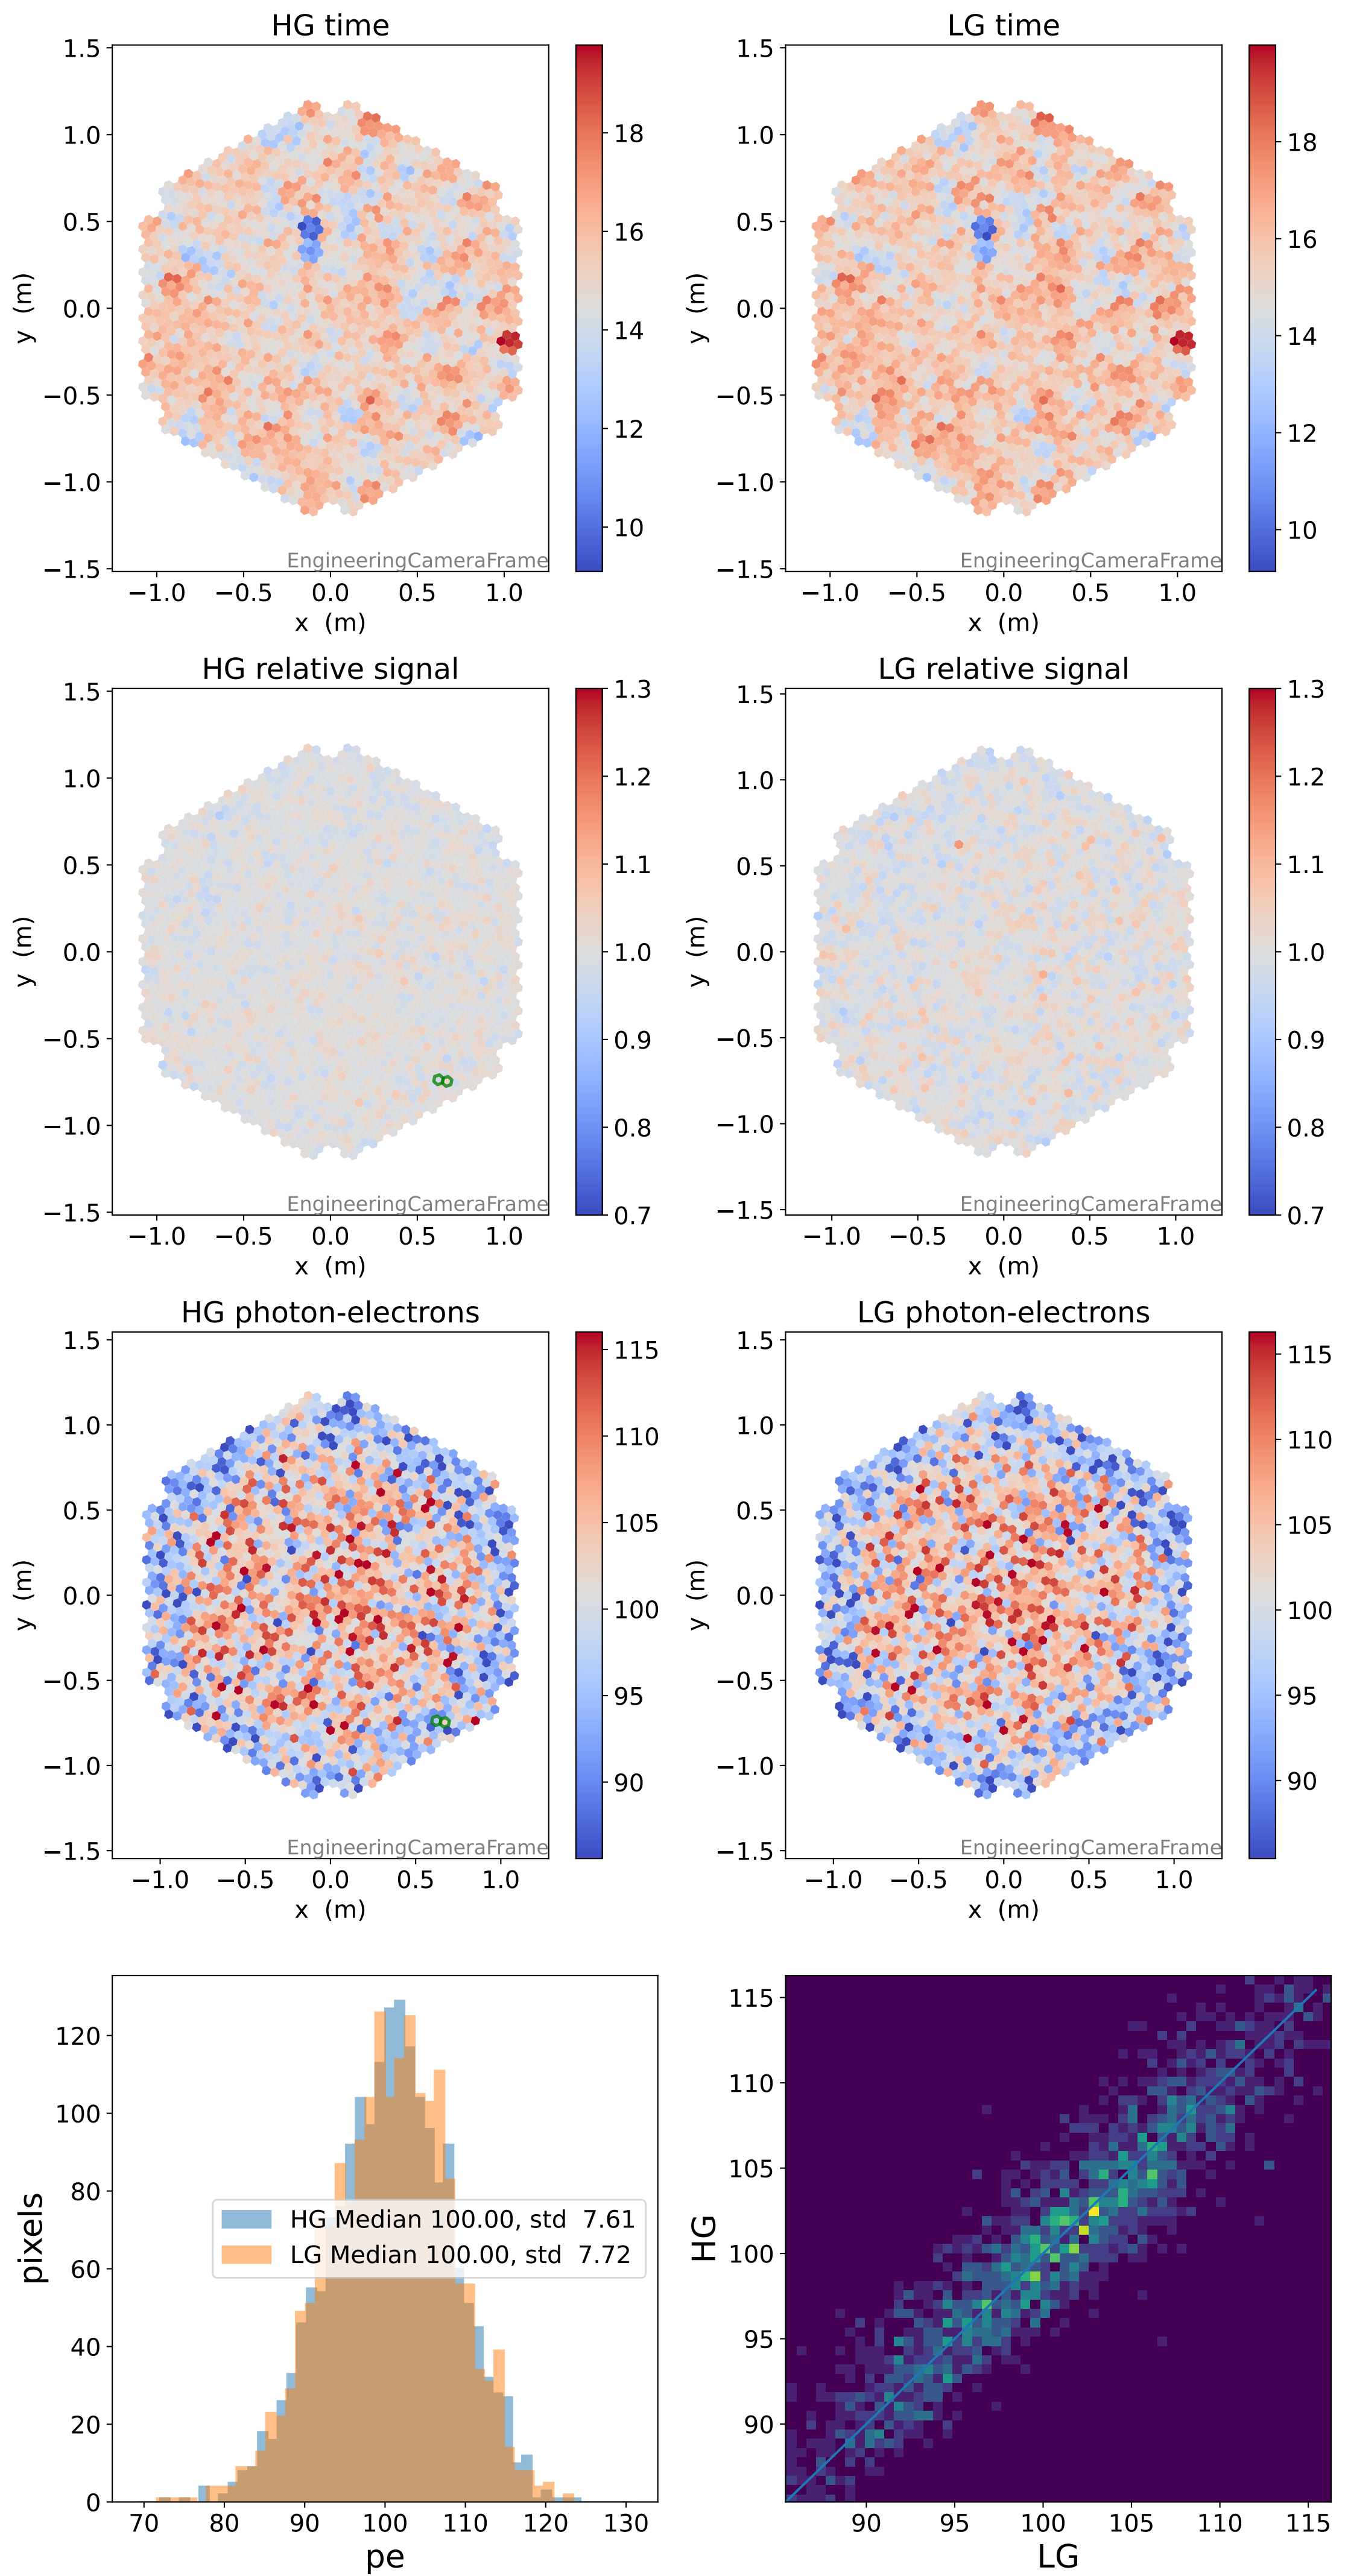 HG time
LG time
1.5
1.0
0.5
0.0
−0.5
−1.0
−1.5
y (m)
−1.0 −0.5 0.0 0.5 1.0
x (m)
EngineeringCameraFrame
18
16
14
12
10
1.5
1.0
0.5
0.0
−0.5
−1.0
−1.5
y (m)
−1.0 −0.5 0.0 0.5 1.0
x (m)
EngineeringCameraFrame
18
16
14
12
10
HG relative signal
LG relative signal
1.5
1.0
0.5
0.0
−0.5
−1.0
−1.5
y (m)
−1.0 −0.5 0.0 0.5 1.0
x (m)
EngineeringCameraFrame
1.3
1.2
1.1
1.0
0.9
0.8
0.7
1.5
1.0
0.5
0.0
−0.5
−1.0
−1.5
y (m)
−1.0 −0.5 0.0 0.5 1.0
x (m)
EngineeringCameraFrame
1.3
1.2
1.1
1.0
0.9
0.8
0.7
HG photon-electrons
LG photon-electrons
1.5
1.0
0.5
0.0
−0.5
−1.0
−1.5
y (m)
−1.0 −0.5 0.0 0.5 1.0
x (m)
EngineeringCameraFrame
115
110
105
100
95
90
1.5
1.0
0.5
0.0
−0.5
−1.0
−1.5
y (m)
−1.0 −0.5 0.0 0.5 1.0
x (m)
EngineeringCameraFrame
115
110
105
100
95
90
120
100
80
60
40
20
0
pixels
HG Median 100.00, std 7.61
LG Median 100.00, std 7.72
70 80 90 100 110 120 130
pe
115
110
105
100
95
90
HG
90 95 100 105 110 115
LG